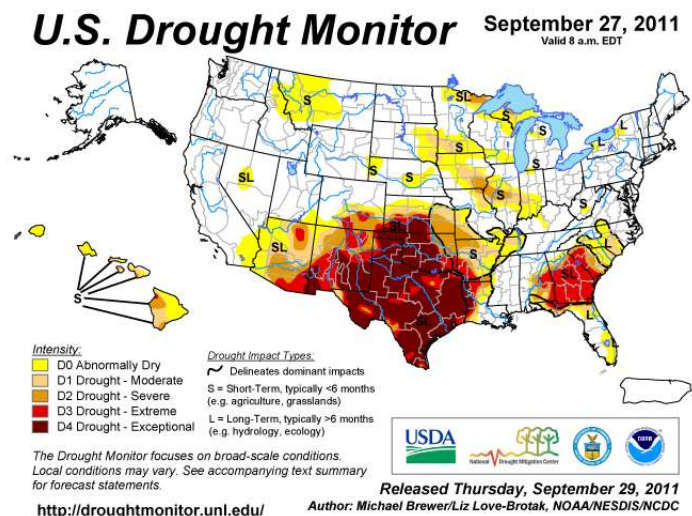 U.S. Drought Monitor
September 27, 2011
Valid 8 a.m. EDT
S
SL
S
S
S
S
S
S
L
L
SL
S
S
S
SL
SL
S
S
L
SL
SL
L
S
Intensity:
D0 Abnormally Dry
D1 Drought - Moderate
D2 Drought - Severe
D3 Drought - Extreme
D4 Drought - Exceptional
Drought Impact Types:
Delineates dominant impacts
S = Short-Term, typically <6 months
(e.g. agriculture, grasslands)
L = Long-Term, typically >6 months
(e.g. hydrology, ecology)
The Drought Monitor focuses on broad-scale conditions.
Local conditions may vary. See accompanying text summary
for forecast statements.
http://droughtmonitor.unl.edu/
USDA
National Drought Mitigation Center
noaa
Released Thursday, September 29, 2011
Author: Michael Brewer/Liz Love-Brotak, NOAA/NESDIS/NCDC